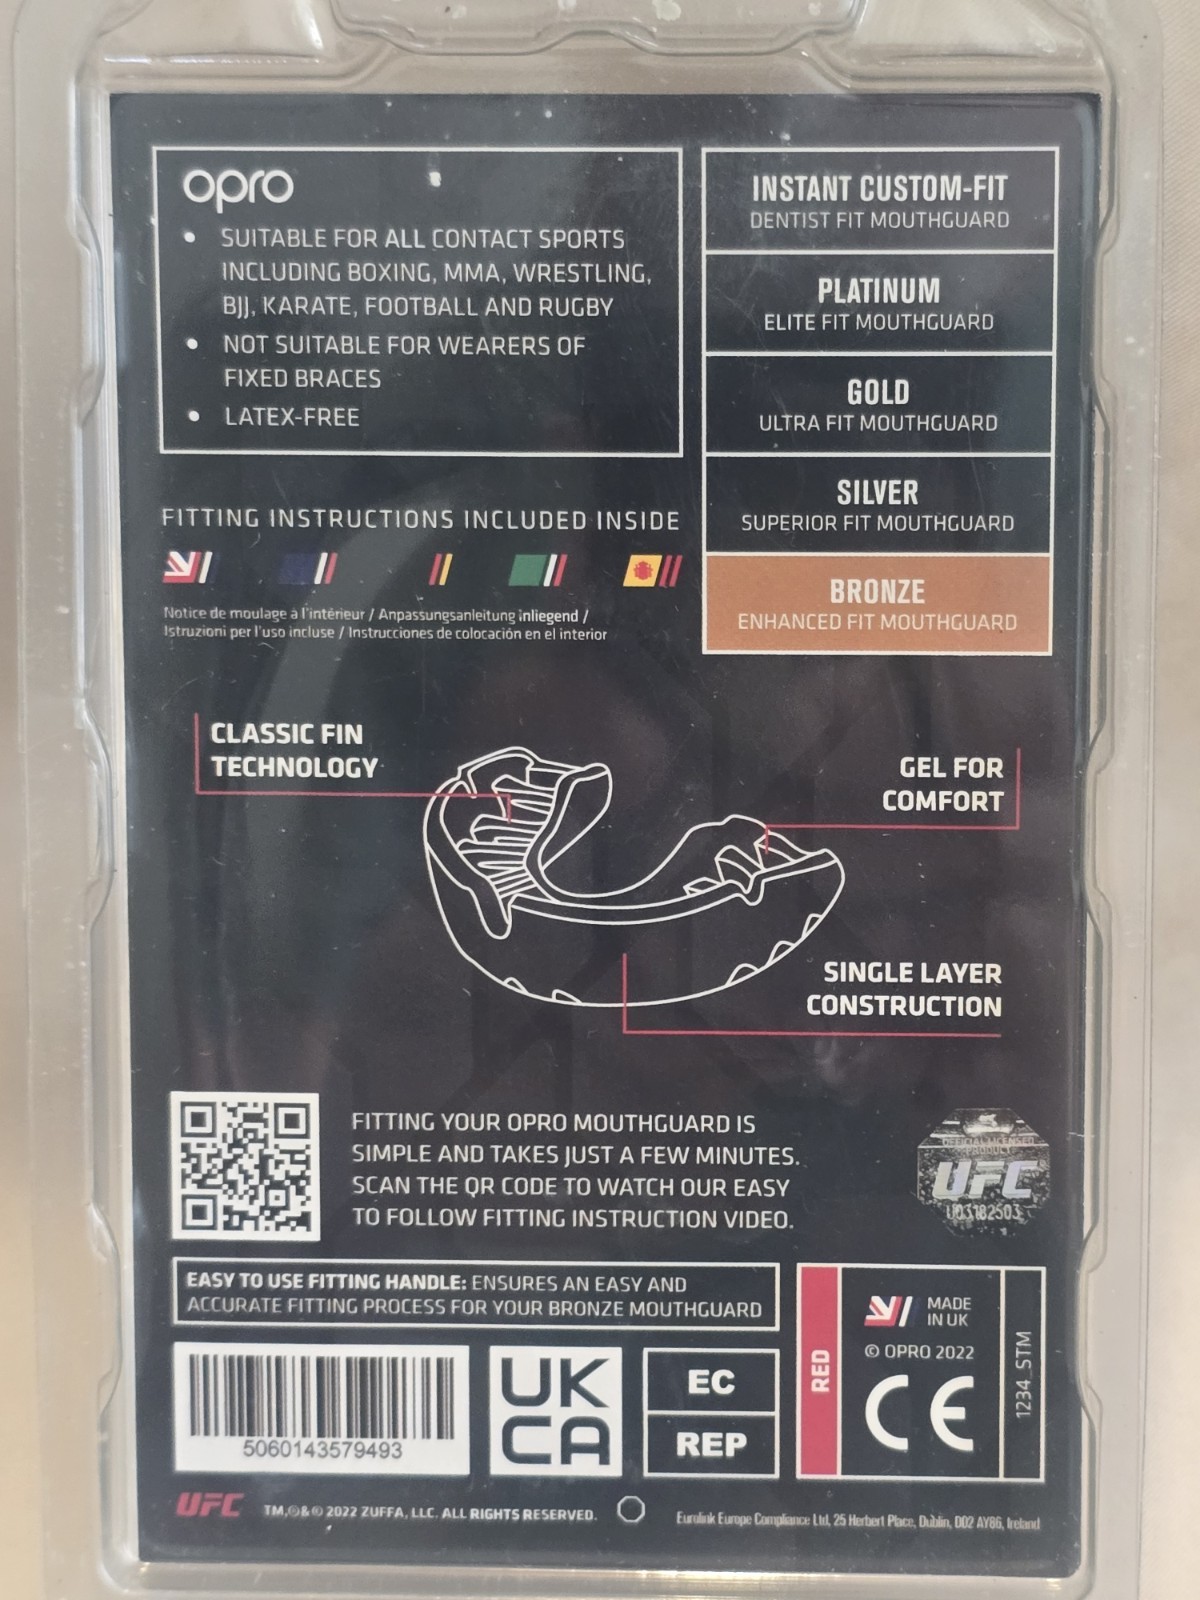 opro
• SUITABLE FOR ALL CONTACT SPORTS
INCLUDING BOXING, MMA, WRESTLING,
BJJ, KARATE, FOOTBALL AND RUGBY
• NOT SUITABLE FOR WEARERS OF
FIXED BRACES
• LATEX-FREE
INSTANT CUSTOM-FIT
DENTIST FIT MOUTHGUARD
PLATINUM
ELITE FIT MOUTHGUARD
GOLD
ULTRA FIT MOUTHGUARD
SILVER
SUPERIOR FIT MOUTHGUARD
BRONZE
ENHANCED FIT MOUTHGUARD
FITTING INSTRUCTIONS INCLUDED INSIDE
Notice de moulage à l'intérieur / Anpassungsanleitung inliegend /
Istruzioni per l'uso incluse / Instrucciones de colocación en el interior
CLASSIC FIN
TECHNOLOGY
GEL FOR
COMFORT
SINGLE LAYER
CONSTRUCTION
FITTING YOUR OPRO MOUTHGUARD IS
SIMPLE AND TAKES JUST A FEW MINUTES.
SCAN THE QR CODE TO WATCH OUR EASY
TO FOLLOW FITTING INSTRUCTION VIDEO.
OFFICIAL LICENSED
PRODUCT
UFC
U03182503
EASY TO USE FITTING HANDLE: ENSURES AN EASY AND
ACCURATE FITTING PROCESS FOR YOUR BRONZE MOUTHGUARD
5060143579493
UK
CA
EC
REP
RED
MADE
IN UK
© OPRO 2022
CE
1234_STM
UFC TM,©&® 2022 ZUFFA, LLC. ALL RIGHTS RESERVED.
Eurolink Europe Compliance Ltd, 25 Herbert Place, Dublin, D02 AY86, Ireland